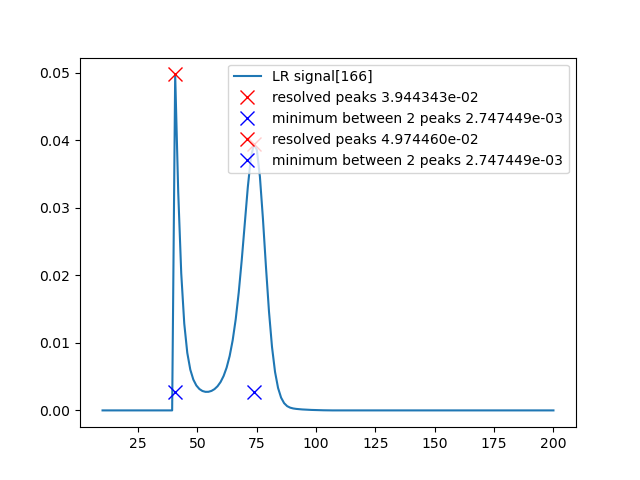 0.05
0.04
0.03
0.02
0.01
0.00
LR signal[166]
resolved peaks 3.944343e-02
minimum between 2 peaks 2.747449e-03
resolved peaks 4.974460e-02
minimum between 2 peaks 2.747449e-03
25 50 75 100 125 150 175 200